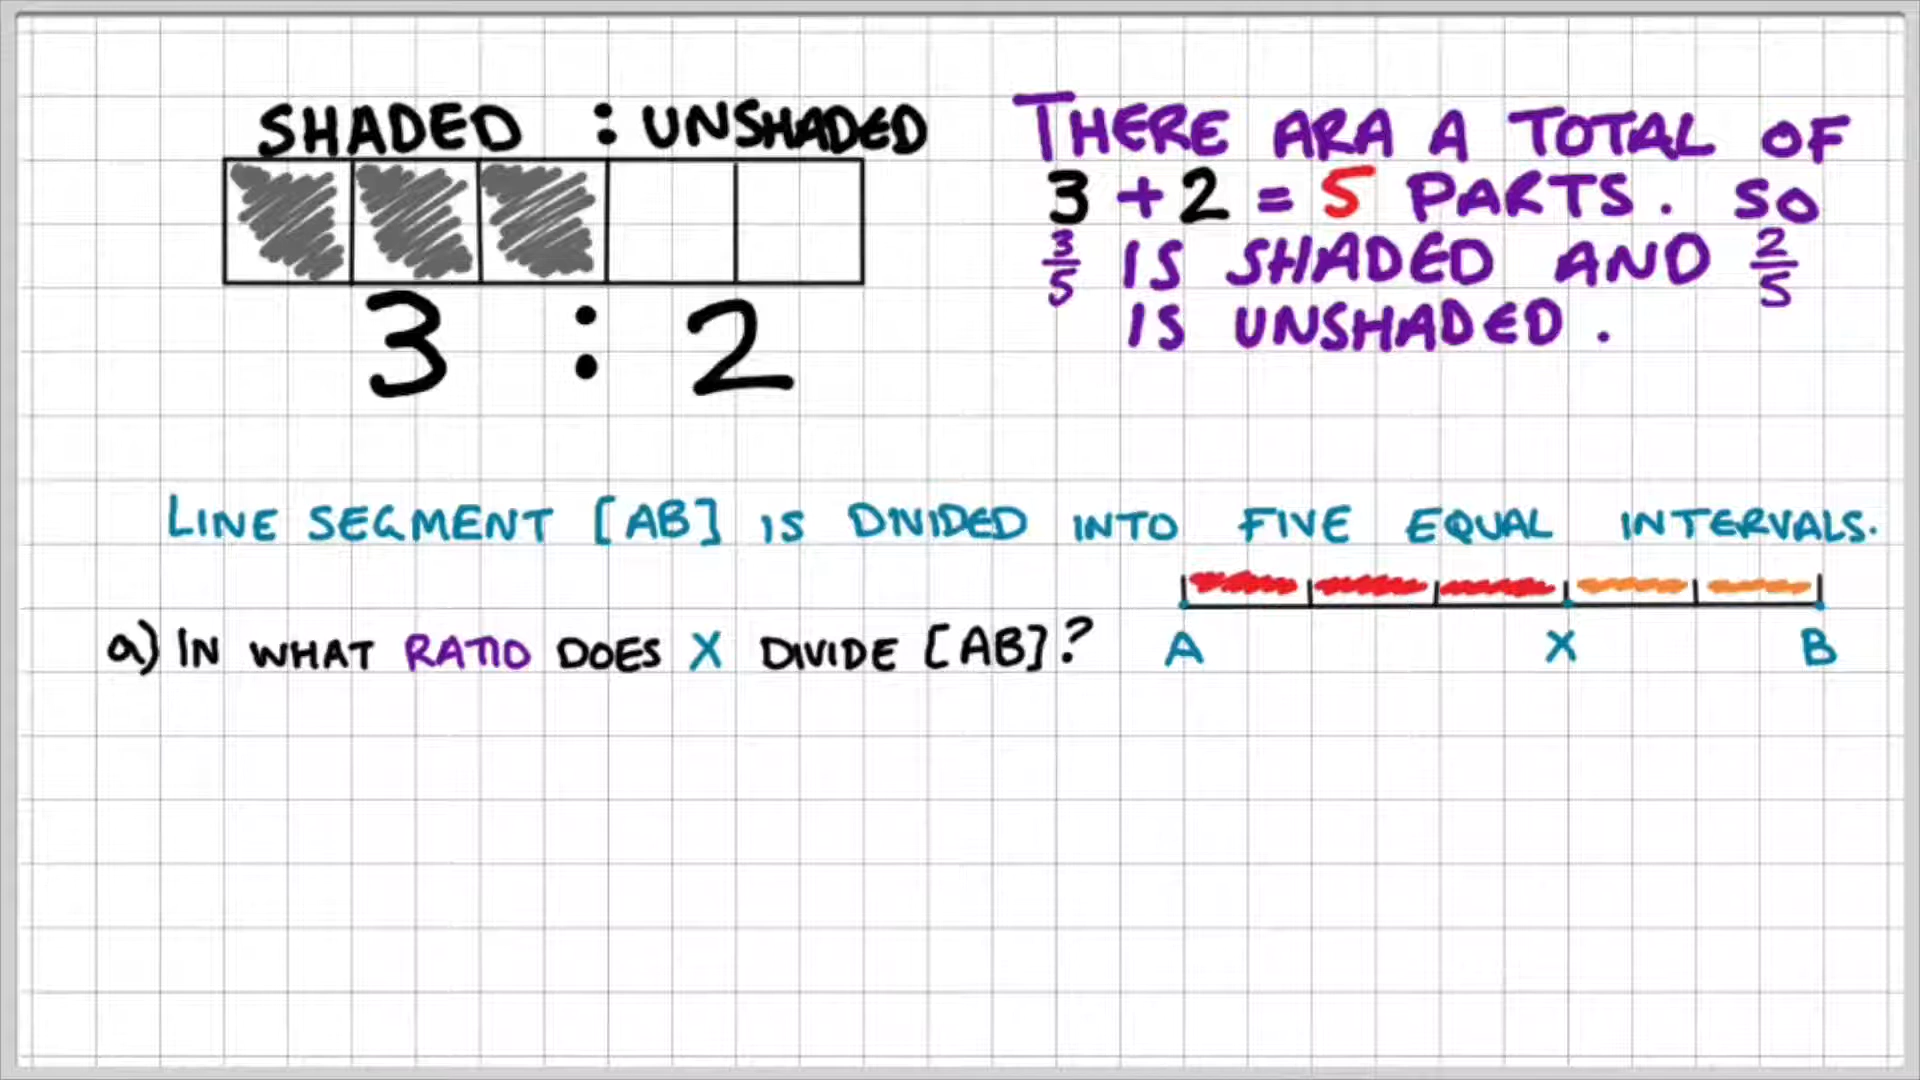 SHADED : UNSHADED
3 : 2
THERE ARA A TOTAL OF
3 + 2 = 5 PARTS. SO
3/5 IS SHADED AND 2/5
IS UNSHADED.
LINE SEGMENT [AB] IS DIVIDED INTO FIVE EQUAL INTERVALS.
a) IN WHAT RATIO DOES X DIVIDE [AB]?
A X B